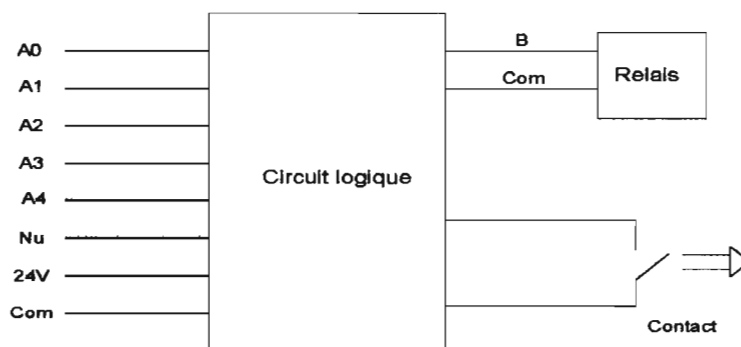 A0
A1
A2
A3
A4
Nu
24V
Com
Circuit logique
B
Com
Relais
Contact